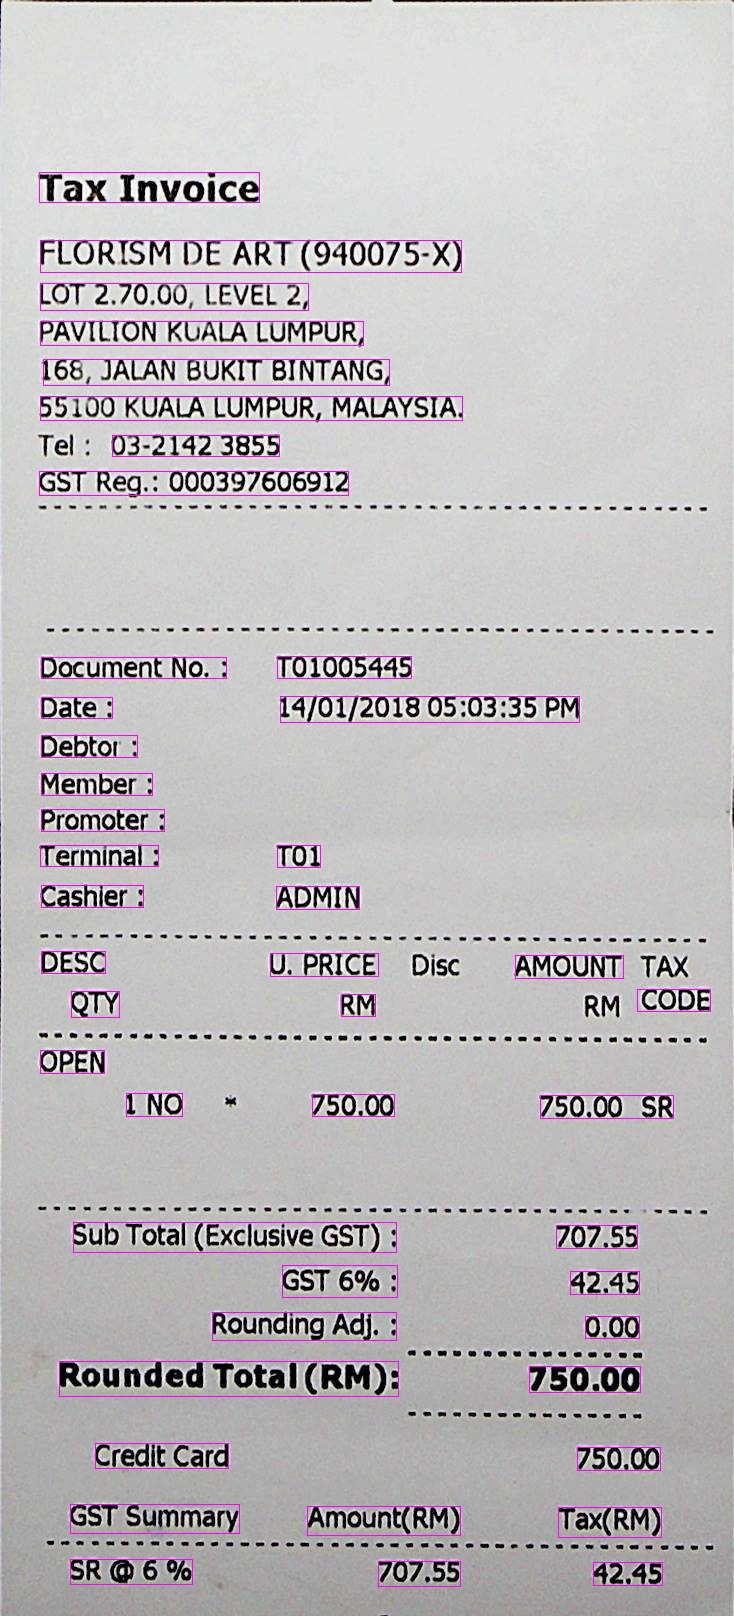 Tax Invoice
FLORISM DE ART (940075-X)
LOT 2.70.00, LEVEL 2,
PAVILION KUALA LUMPUR,
168, JALAN BUKIT BINTANG,
55100 KUALA LUMPUR, MALAYSIA.
Tel : 03-2142 3855
GST Reg.: 000397606912
Document No. : T01005445
Date : 14/01/2018 05:03:35 PM
Debtor :
Member :
Promoter :
Terminal : T01
Cashier : ADMIN
DESC U. PRICE Disc AMOUNT TAX
QTY RM RM CODE
OPEN
1 NO * 750.00 750.00 SR
Sub Total (Exclusive GST) : 707.55
GST 6% : 42.45
Rounding Adj. : 0.00
Rounded Total (RM): 750.00
Credit Card 750.00
GST Summary Amount(RM) Tax(RM)
SR @ 6 % 707.55 42.45